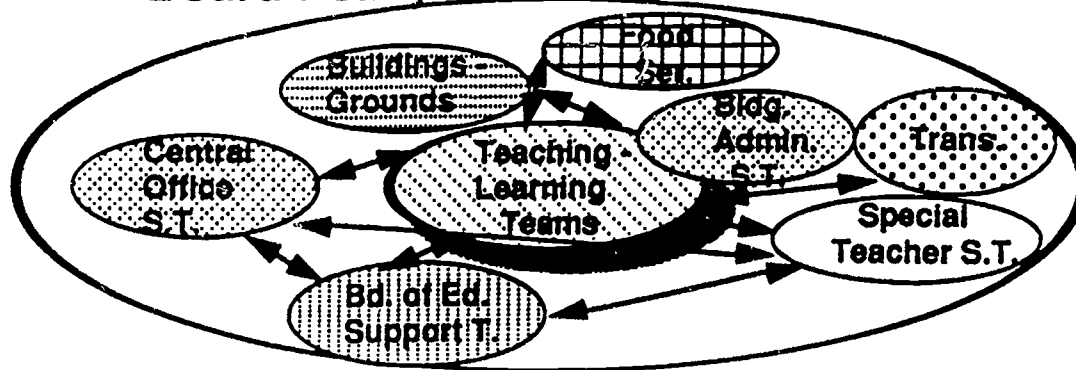 Food
Ser.
Buildings -
Grounds
Bldg.
Admin.
S.T.
Trans.
Central
Office
S.T.
Teaching -
Learning
Teams
Special
Teacher S.T.
Bd. of Ed.
Support T.